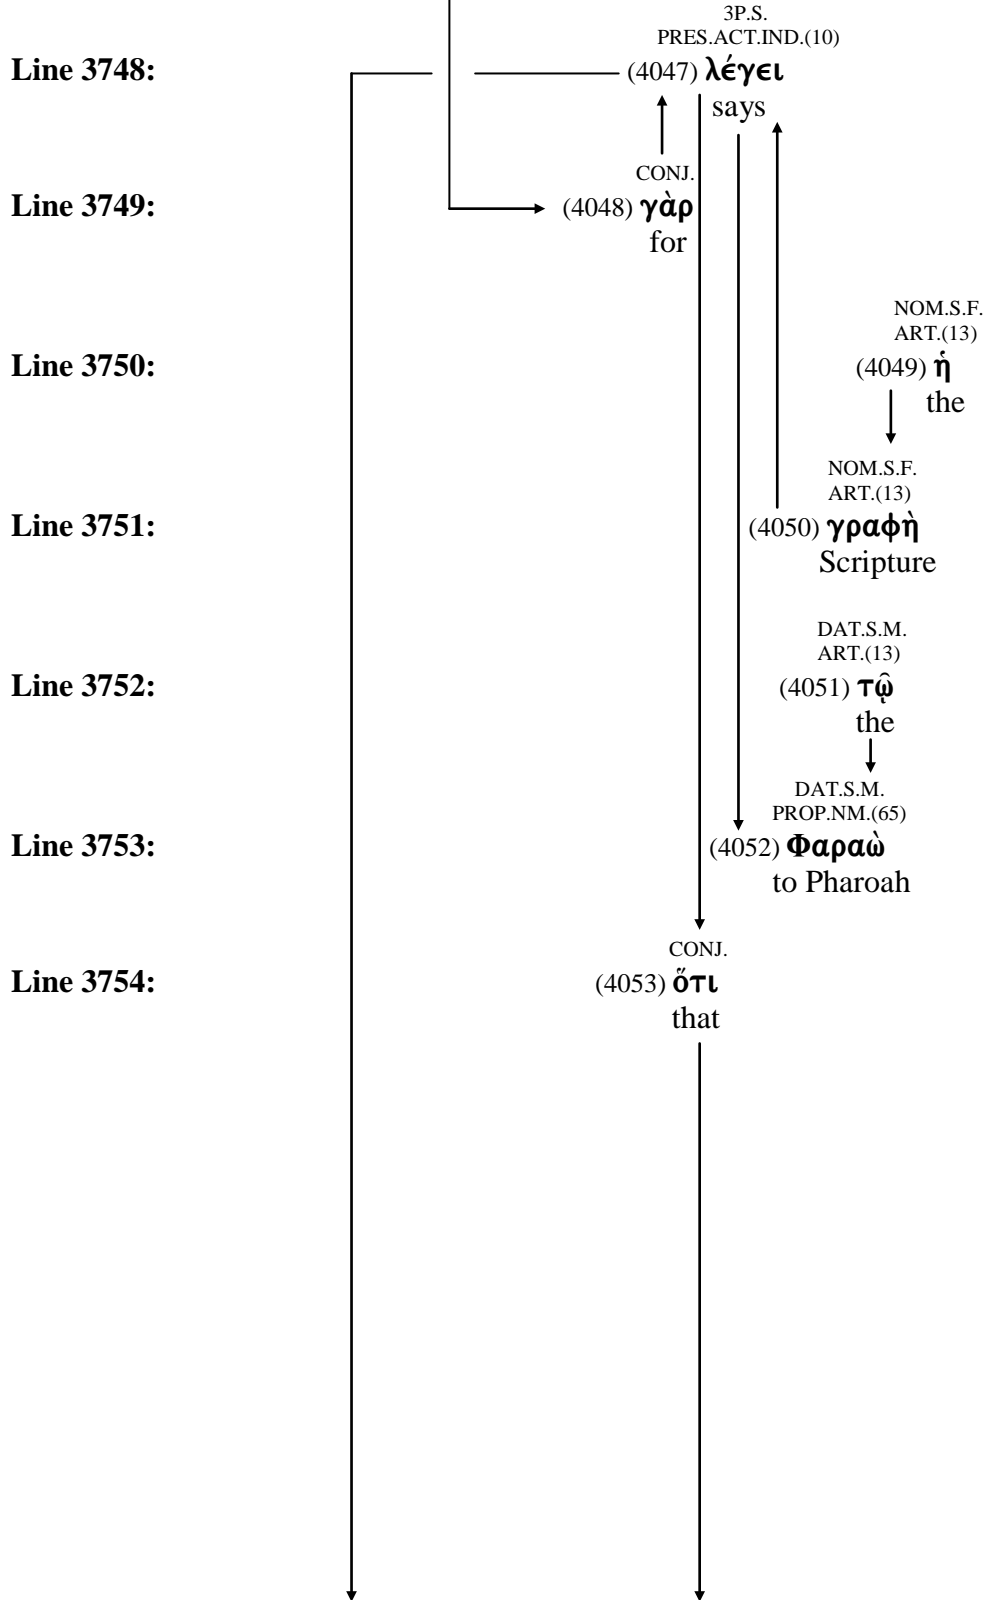 3P.S.
PRES.ACT.IND.(10)
Line 3748: (4047) λέγει
says
CONJ.
Line 3749: (4048) γὰρ
for
NOM.S.F.
ART.(13)
Line 3750: (4049) ἡ
the
NOM.S.F.
ART.(13)
Line 3751: (4050) γραφὴ
Scripture
DAT.S.M.
ART.(13)
Line 3752: (4051) τῷ
the
DAT.S.M.
PROP.NM.(65)
Line 3753: (4052) Φαραὼ
to Pharoah
CONJ.
Line 3754: (4053) ὅτι
that